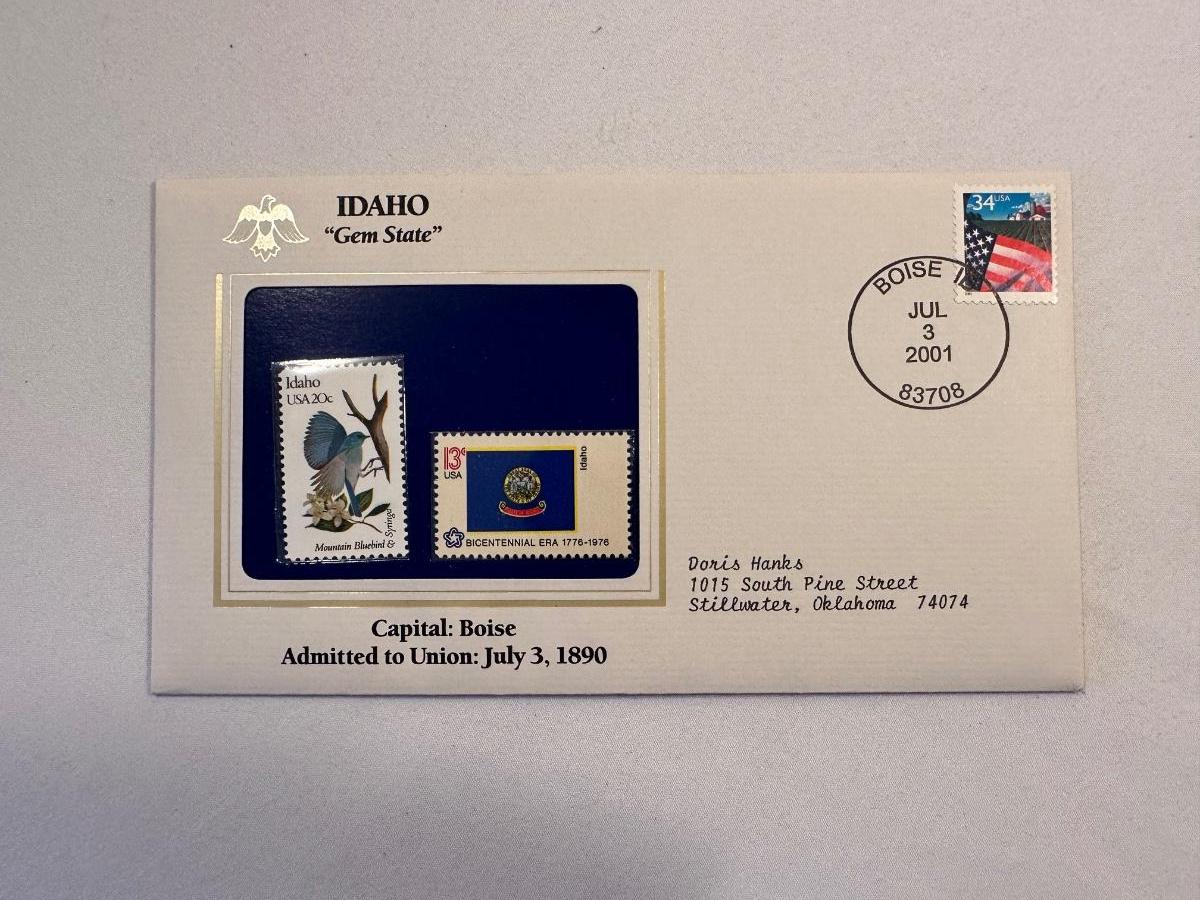 IDAHO
“Gem State”
34 USA
BOISE ID
JUL
3
2001
83708
Idaho
USA 20c
Mountain Bluebird & Syringa
13c
USA
Idaho
BICENTENNIAL ERA 1776-1976
Doris Hanks
1015 South Pine Street
Stillwater, Oklahoma 74074
Capital: Boise
Admitted to Union: July 3, 1890